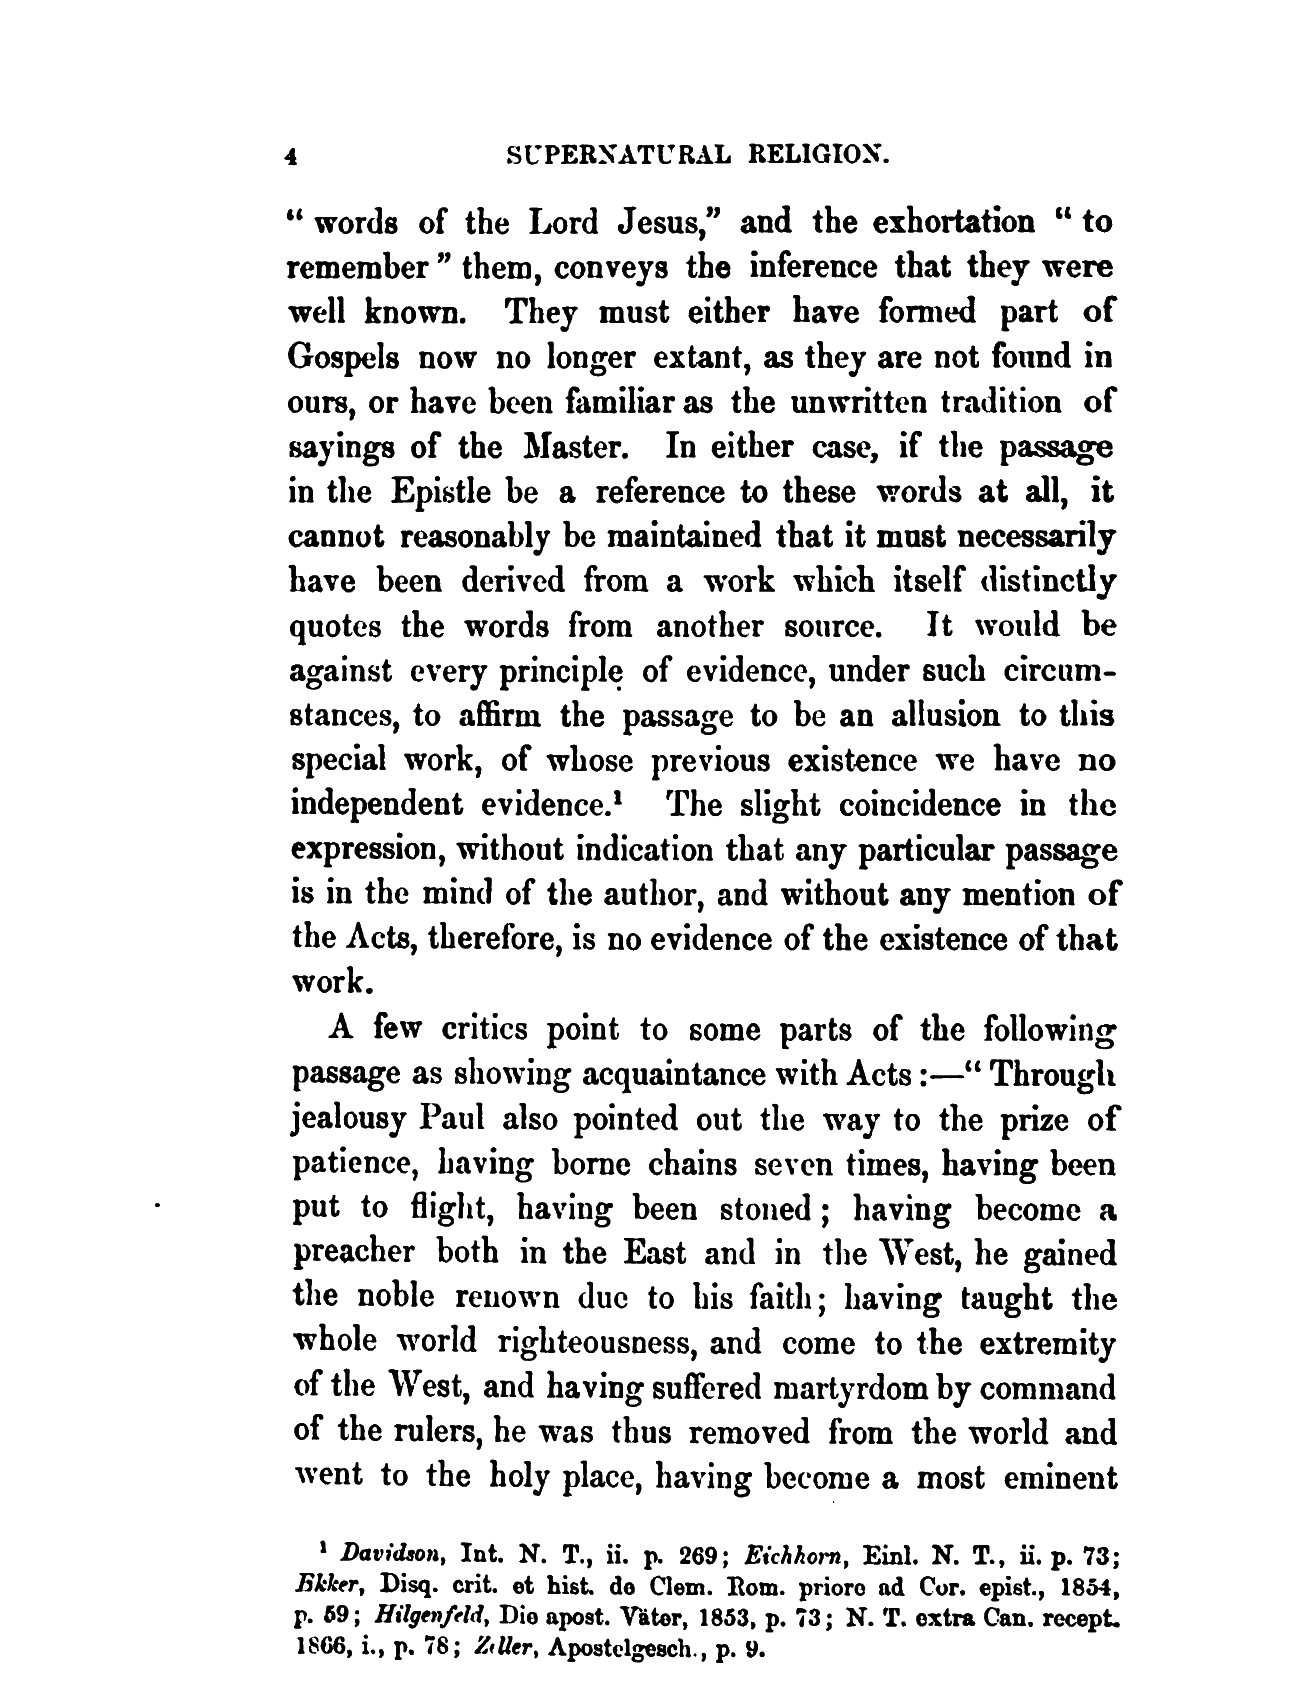 4 SUPERNATURAL RELIGION.
“ words of the Lord Jesus,” and the exhortation “ to
remember ” them, conveys the inference that they were
well known. They must either have formed part of
Gospels now no longer extant, as they are not found in
ours, or have been familiar as the unwritten tradition of
sayings of the Master. In either case, if the passage
in the Epistle be a reference to these words at all, it
cannot reasonably be maintained that it must necessarily
have been derived from a work which itself distinctly
quotes the words from another source. It would be
against every principle of evidence, under such circum-
stances, to affirm the passage to be an allusion to this
special work, of whose previous existence we have no
independent evidence.¹ The slight coincidence in the
expression, without indication that any particular passage
is in the mind of the author, and without any mention of
the Acts, therefore, is no evidence of the existence of that
work.
A few critics point to some parts of the following
passage as showing acquaintance with Acts :—“ Through
jealousy Paul also pointed out the way to the prize of
patience, having borne chains seven times, having been
put to flight, having been stoned ; having become a
preacher both in the East and in the West, he gained
the noble renown due to his faith; having taught the
whole world righteousness, and come to the extremity
of the West, and having suffered martyrdom by command
of the rulers, he was thus removed from the world and
went to the holy place, having become a most eminent
¹ Davidson, Int. N. T., ii. p. 269; Eichhorn, Einl. N. T., ii. p. 73;
Ekker, Disq. crit. et hist. de Clem. Rom. priore ad Cor. epist., 1854,
p. 59; Hilgenfeld, Die apost. Väter, 1853, p. 73; N. T. extra Can. recept.
1866, i., p. 78; Zeller, Apostelgesch., p. 9.